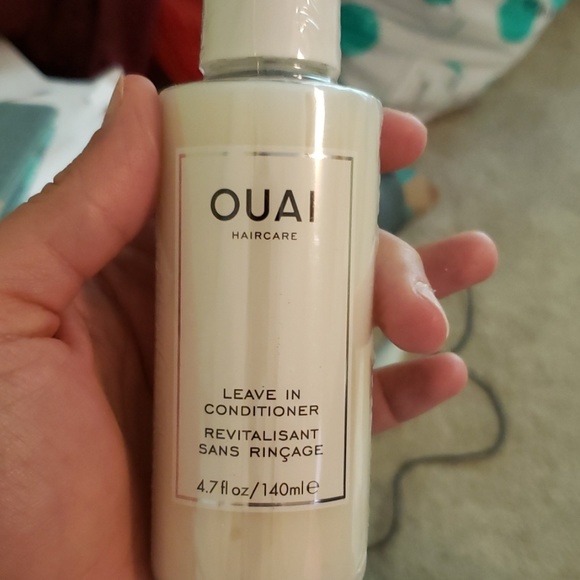 OUAI
HAIRCARE
LEAVE IN
CONDITIONER
REVITALISANT
SANS RINÇAGE
4.7 fl oz/140ml℮